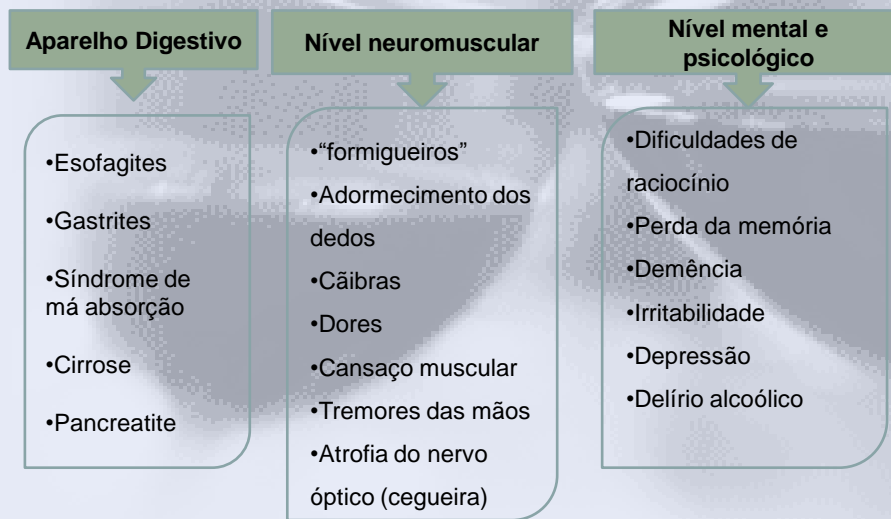 Aparelho Digestivo
•Esofagites
•Gastrites
•Síndrome de
má absorção
•Cirrose
•Pancreatite
Nível neuromuscular
•“formigueiros”
•Adormecimento dos
dedos
•Cãibras
•Dores
•Cansaço muscular
•Tremores das mãos
•Atrofia do nervo
óptico (cegueira)
Nível mental e
psicológico
•Dificuldades de
raciocínio
•Perda da memória
•Demência
•Irritabilidade
•Depressão
•Delírio alcoólico